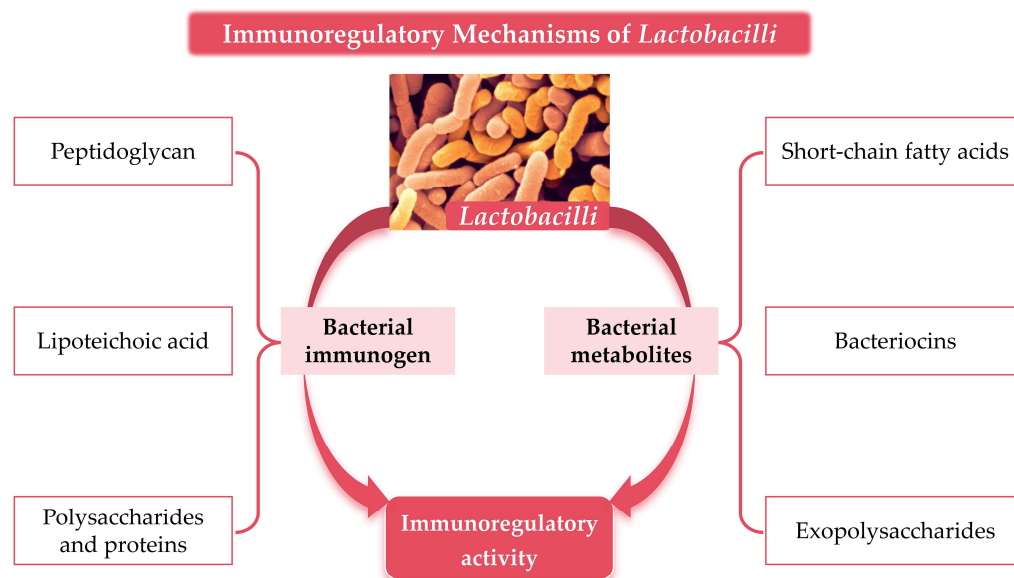 Immunoregulatory Mechanisms of Lactobacilli
Lactobacilli
Peptidoglycan
Lipoteichoic acid
Polysaccharides
and proteins
Bacterial
immunogen
Bacterial
metabolites
Short-chain fatty acids
Bacteriocins
Exopolysaccharides
Immunoregulatory
activity